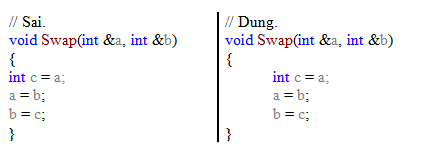 // Sai.
void Swap(int &a, int &b)
{
int c = a;
a = b;
b = c;
}
// Dung.
void Swap(int &a, int &b)
{
int c = a;
a = b;
b = c;
}